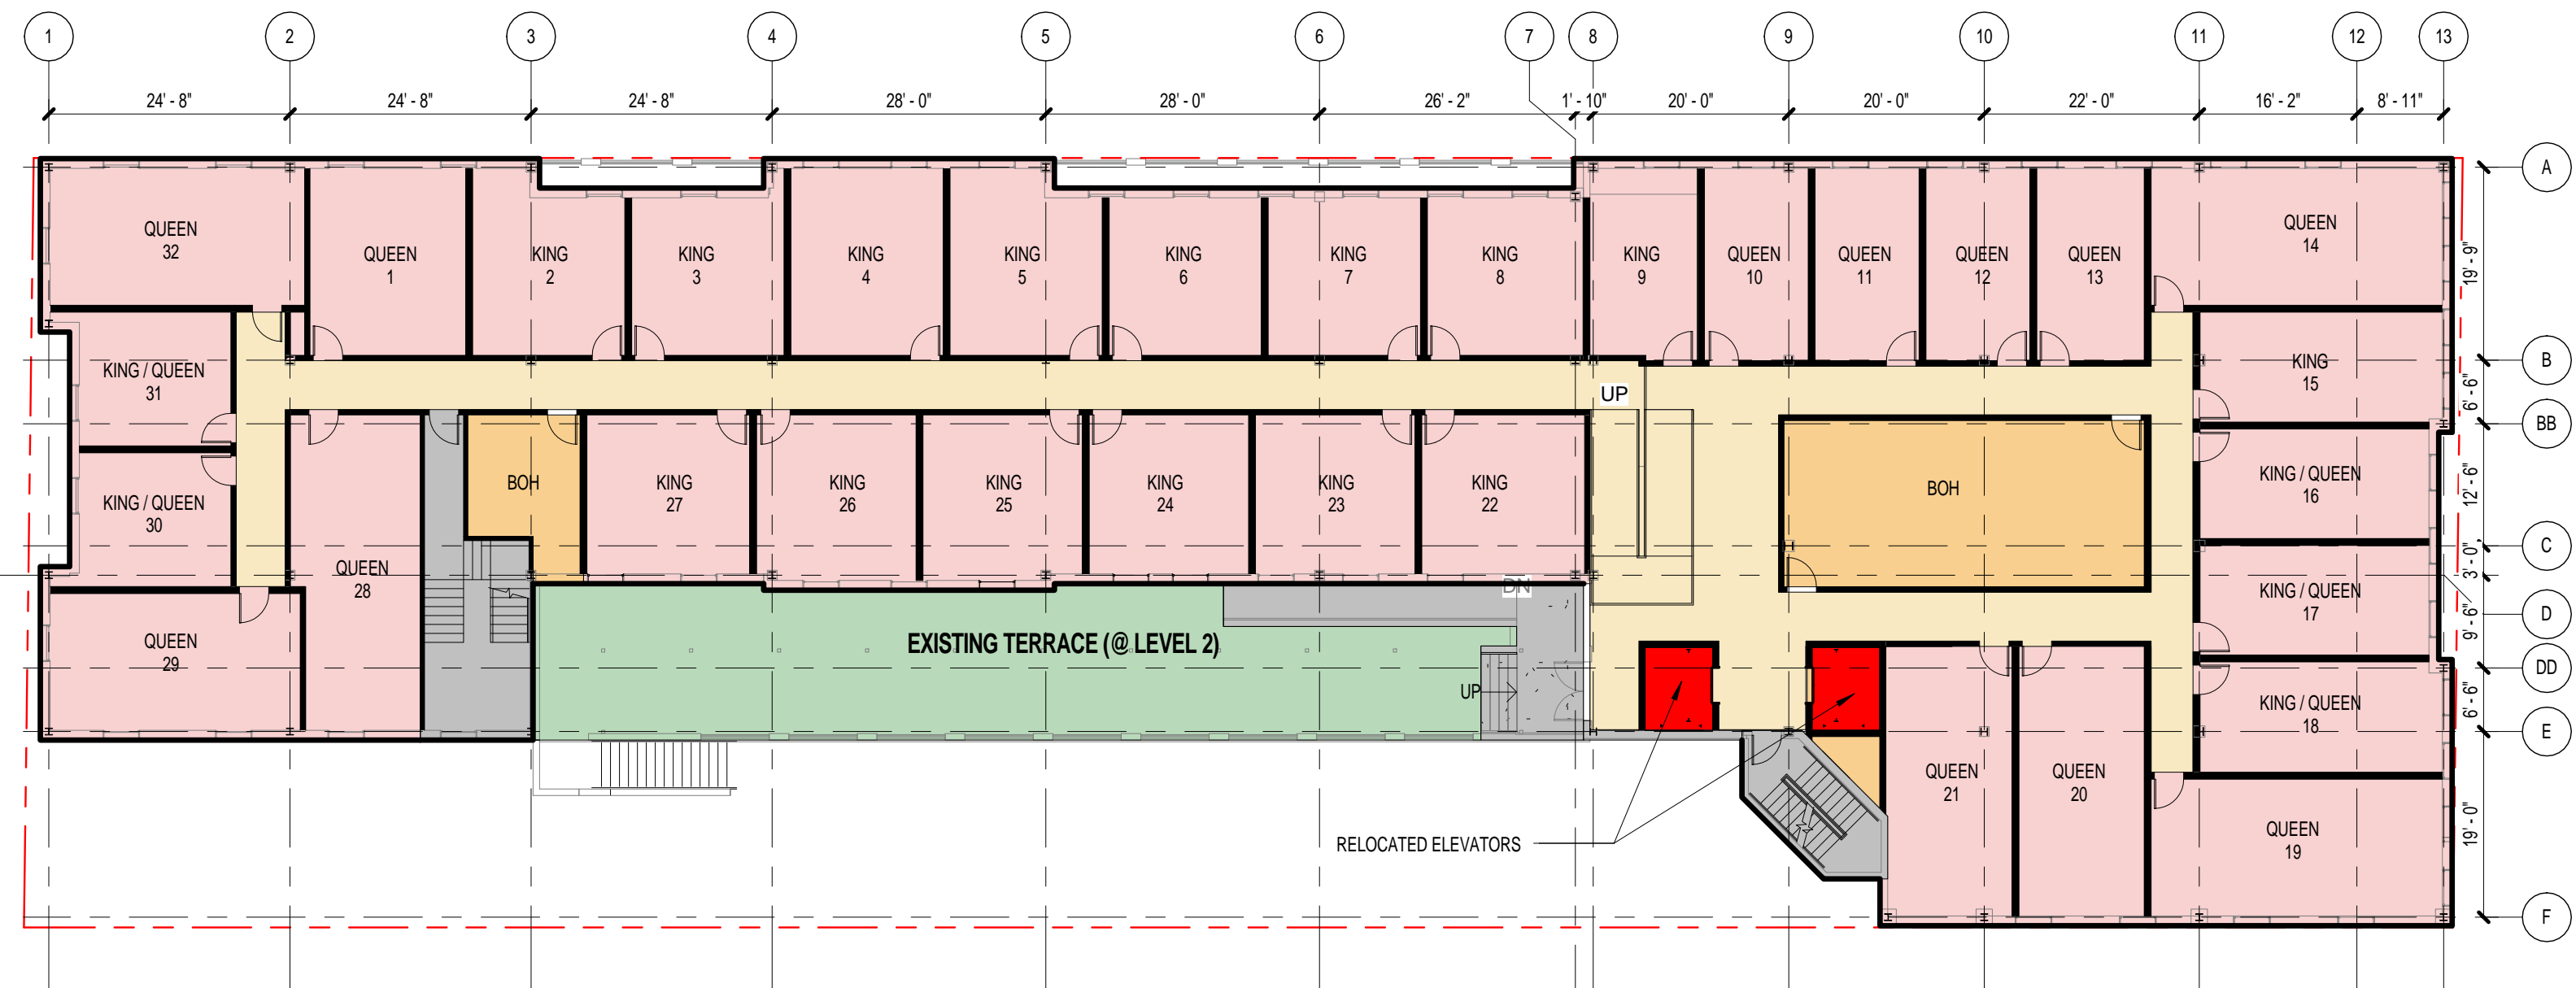 1 2 3 4 5 6 7 8 9 10 11 12 13
24' - 8" 24' - 8" 24' - 8" 28' - 0" 28' - 0" 26' - 2" 1' - 10" 20' - 0" 20' - 0" 22' - 0" 16' - 2" 8' - 11"
A
B
BB
C
D
DD
E
F
19' - 9"
6' - 6"
12' - 6"
3' - 0"
9' - 6"
6' - 6"
19' - 0"
QUEEN
32
QUEEN
1
KING
2
KING
3
KING
4
KING
5
KING
6
KING
7
KING
8
KING
9
QUEEN
10
QUEEN
11
QUEEN
12
QUEEN
13
QUEEN
14
KING / QUEEN
31
KING
15
UP
KING / QUEEN
30
BOH
KING
27
KING
26
KING
25
KING
24
KING
23
KING
22
BOH
KING / QUEEN
16
QUEEN
28
DN
KING / QUEEN
17
QUEEN
29
EXISTING TERRACE (@ LEVEL 2)
UP
KING / QUEEN
18
QUEEN
21
QUEEN
20
QUEEN
19
RELOCATED ELEVATORS